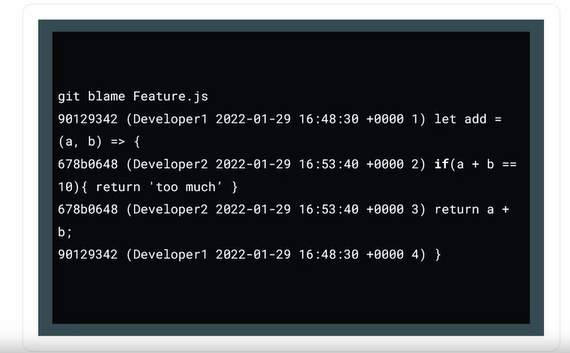 git blame Feature.js
90129342 (Developer1 2022-01-29 16:48:30 +0000 1) let add =
(a, b) => {
678b0648 (Developer2 2022-01-29 16:53:40 +0000 2) if(a + b ==
10){ return 'too much’ }
678b0648 (Developer2 2022-01-29 16:53:40 +0000 3) return a +
b;
90129342 (Developer1 2022-01-29 16:48:30 +0000 4) }